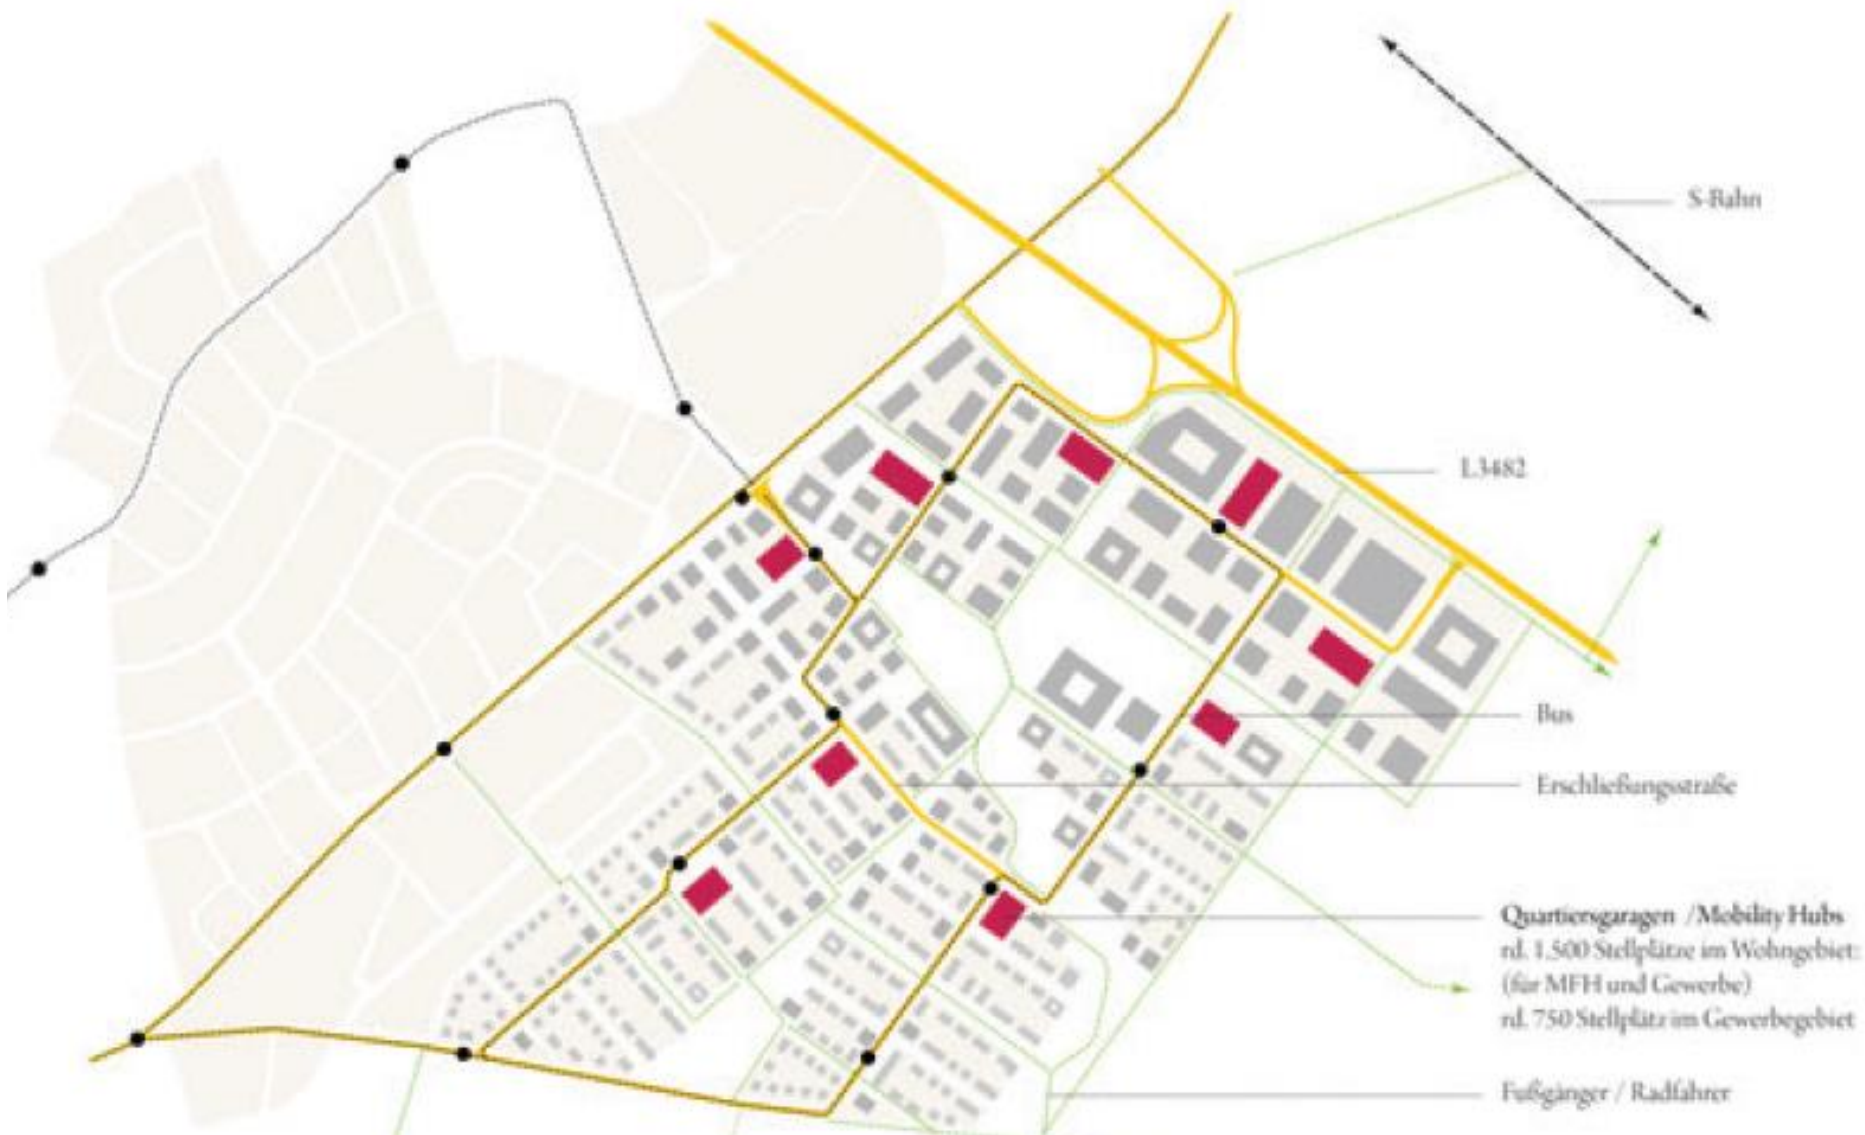 S-Bahn
L3482
Bus
Erschließungsstraße
Quartiersgaragen /Mobility Hubs
rd. 1.500 Stellplätze im Wohngebiet:
(für MFH und Gewerbe)
rd. 750 Stellplätz im Gewerbegebiet
Fußgänger / Radfahrer